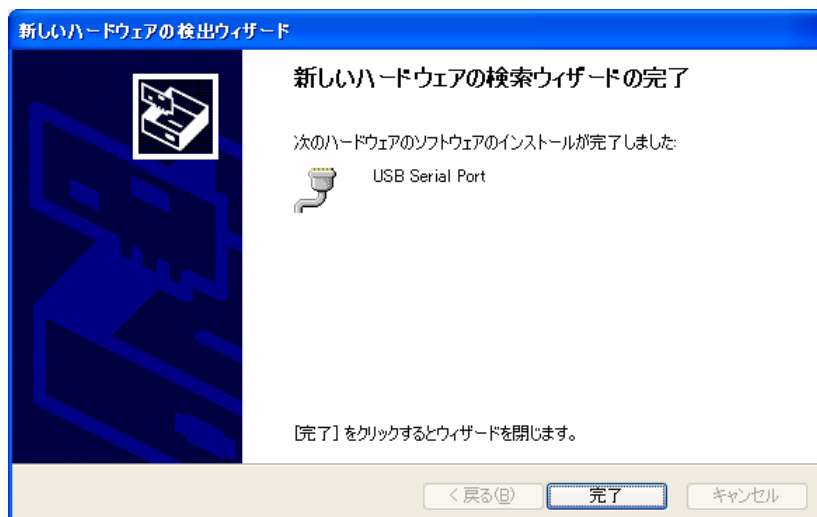 新しいハードウェアの検出ウィザード
新しいハードウェアの検索ウィザードの完了
次のハードウェアのソフトウェアのインストールが完了しました:
USB Serial Port
[完了] をクリックするとウィザードを閉じます。
< 戻る(B) 完了 キャンセル